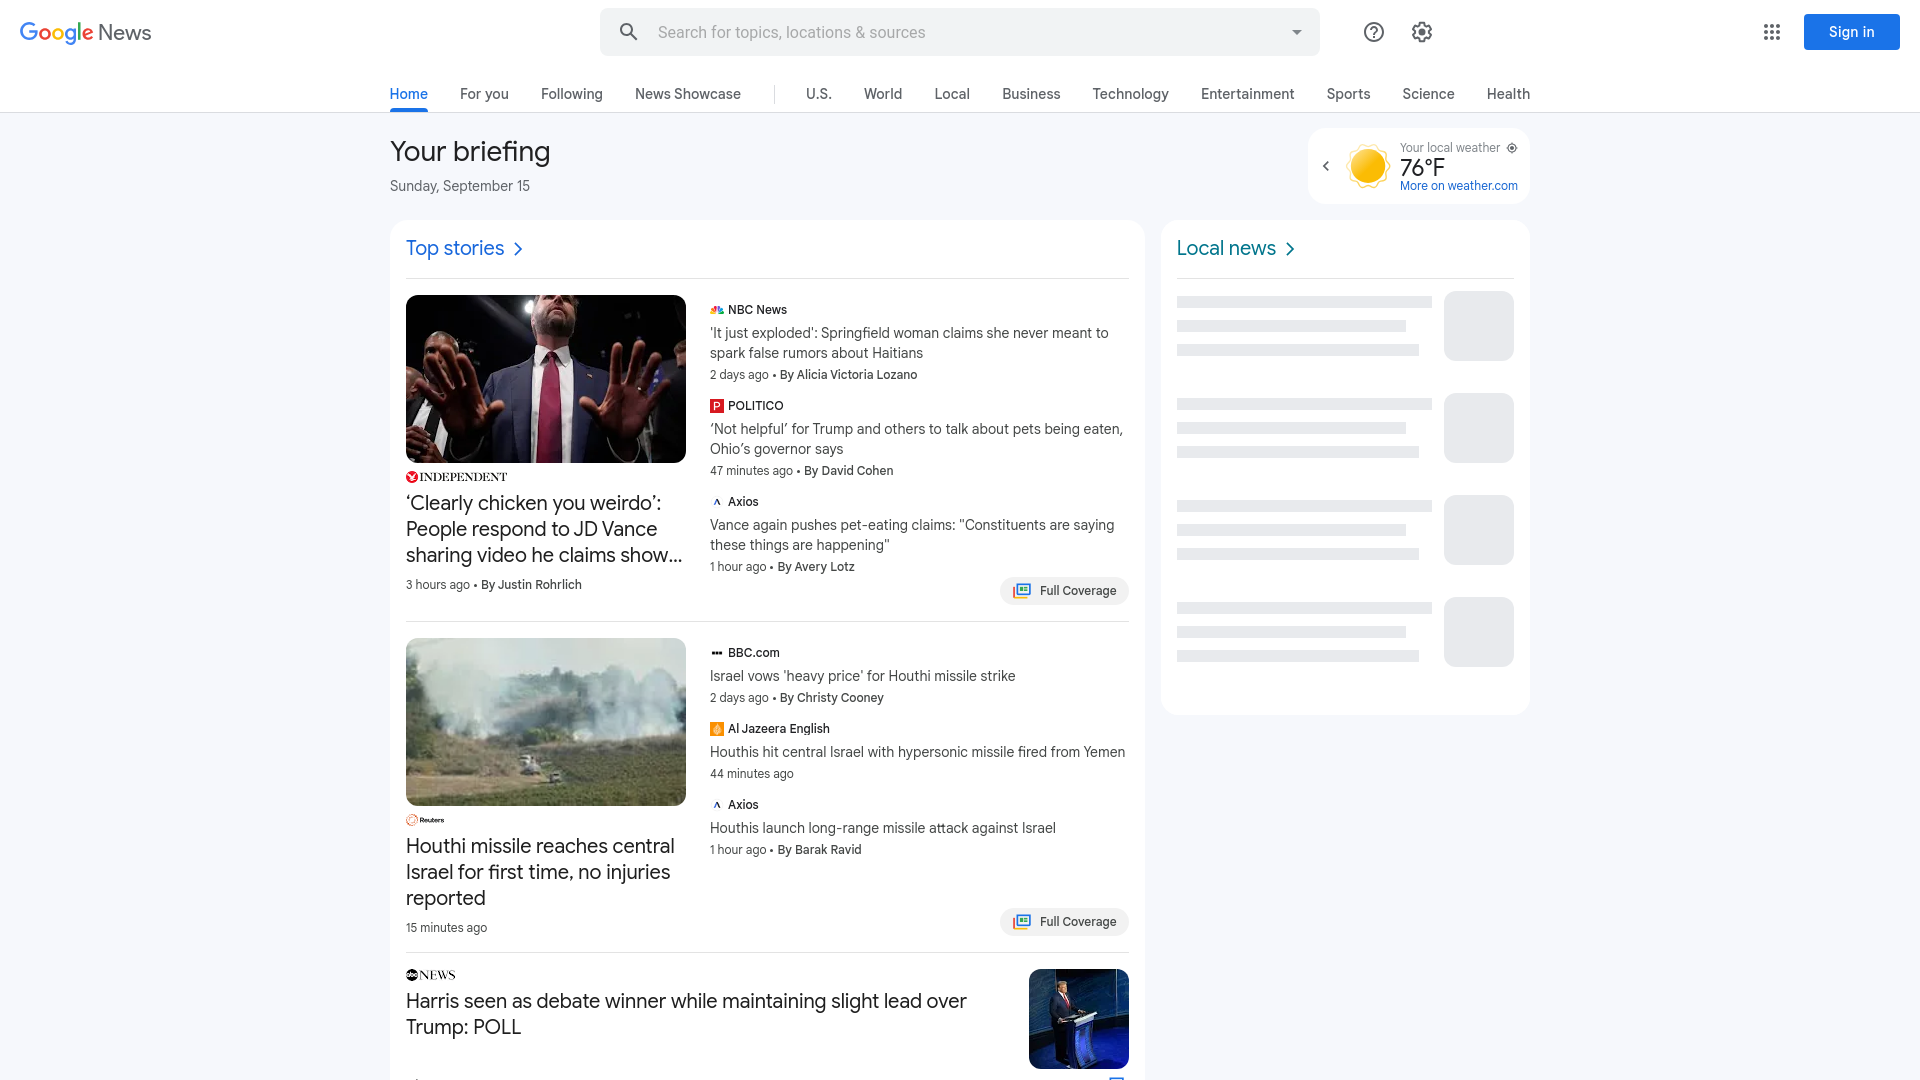 Google News
Search for topics, locations & sources
Sign in
Home
For you
Following
News Showcase
U.S.
World
Local
Business
Technology
Entertainment
Sports
Science
Health
Your briefing
Sunday, September 15
Your local weather
76°F
More on weather.com
Top stories
INDEPENDENT
‘Clearly chicken you weirdo’:
People respond to JD Vance
sharing video he claims show...
3 hours ago • By Justin Rohrlich
NBC News
'It just exploded': Springfield woman claims she never meant to
spark false rumors about Haitians
2 days ago • By Alicia Victoria Lozano
P POLITICO
‘Not helpful’ for Trump and others to talk about pets being eaten,
Ohio’s governor says
47 minutes ago • By David Cohen
Axios
Vance again pushes pet-eating claims: "Constituents are saying
these things are happening"
1 hour ago • By Avery Lotz
Full Coverage
Reuters
Houthi missile reaches central
Israel for first time, no injuries
reported
15 minutes ago
BBC.com
Israel vows 'heavy price' for Houthi missile strike
2 days ago • By Christy Cooney
Al Jazeera English
Houthis hit central Israel with hypersonic missile fired from Yemen
44 minutes ago
Axios
Houthis launch long-range missile attack against Israel
1 hour ago • By Barak Ravid
Full Coverage
abc NEWS
Harris seen as debate winner while maintaining slight lead over
Trump: POLL
Local news